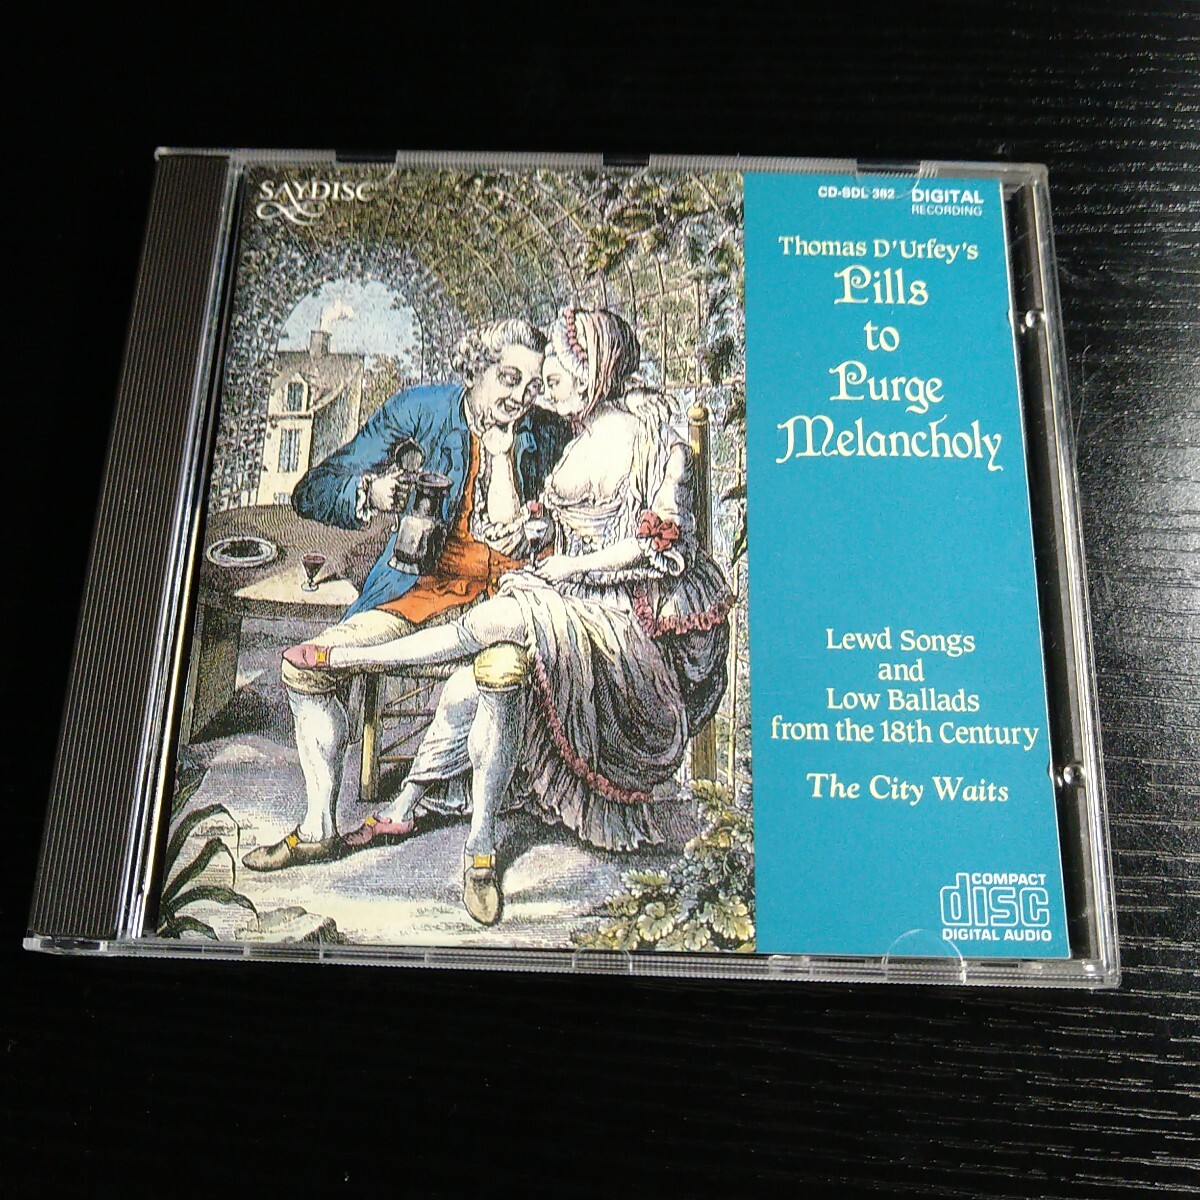 SAYDISC
CD-SDL 382 DIGITAL
RECORDING
Thomas D'Urfey's
Pills
to
Purge
Melancholy
Lewd Songs
and
Low Ballads
from the 18th Century
The City Waits
COMPACT
disc
DIGITAL AUDIO